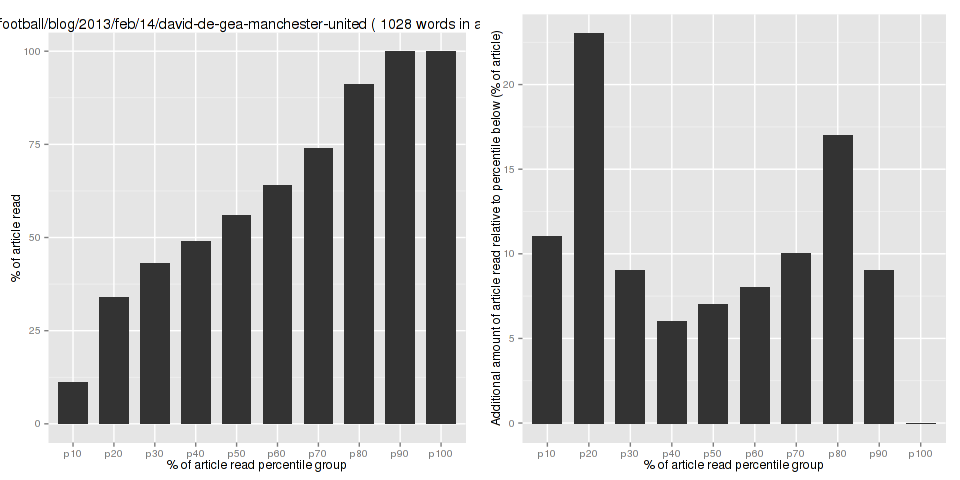 football/blog/2013/feb/14/david-de-gea-manchester-united ( 1028 words in a
% of article read
100
75
50
25
0
p10 p20 p30 p40 p50 p60 p70 p80 p90 p100
% of article read percentile group
Additional amount of article read relative to percentile below (% of article)
20
15
10
5
0
p10 p20 p30 p40 p50 p60 p70 p80 p90 p100
% of article read percentile group